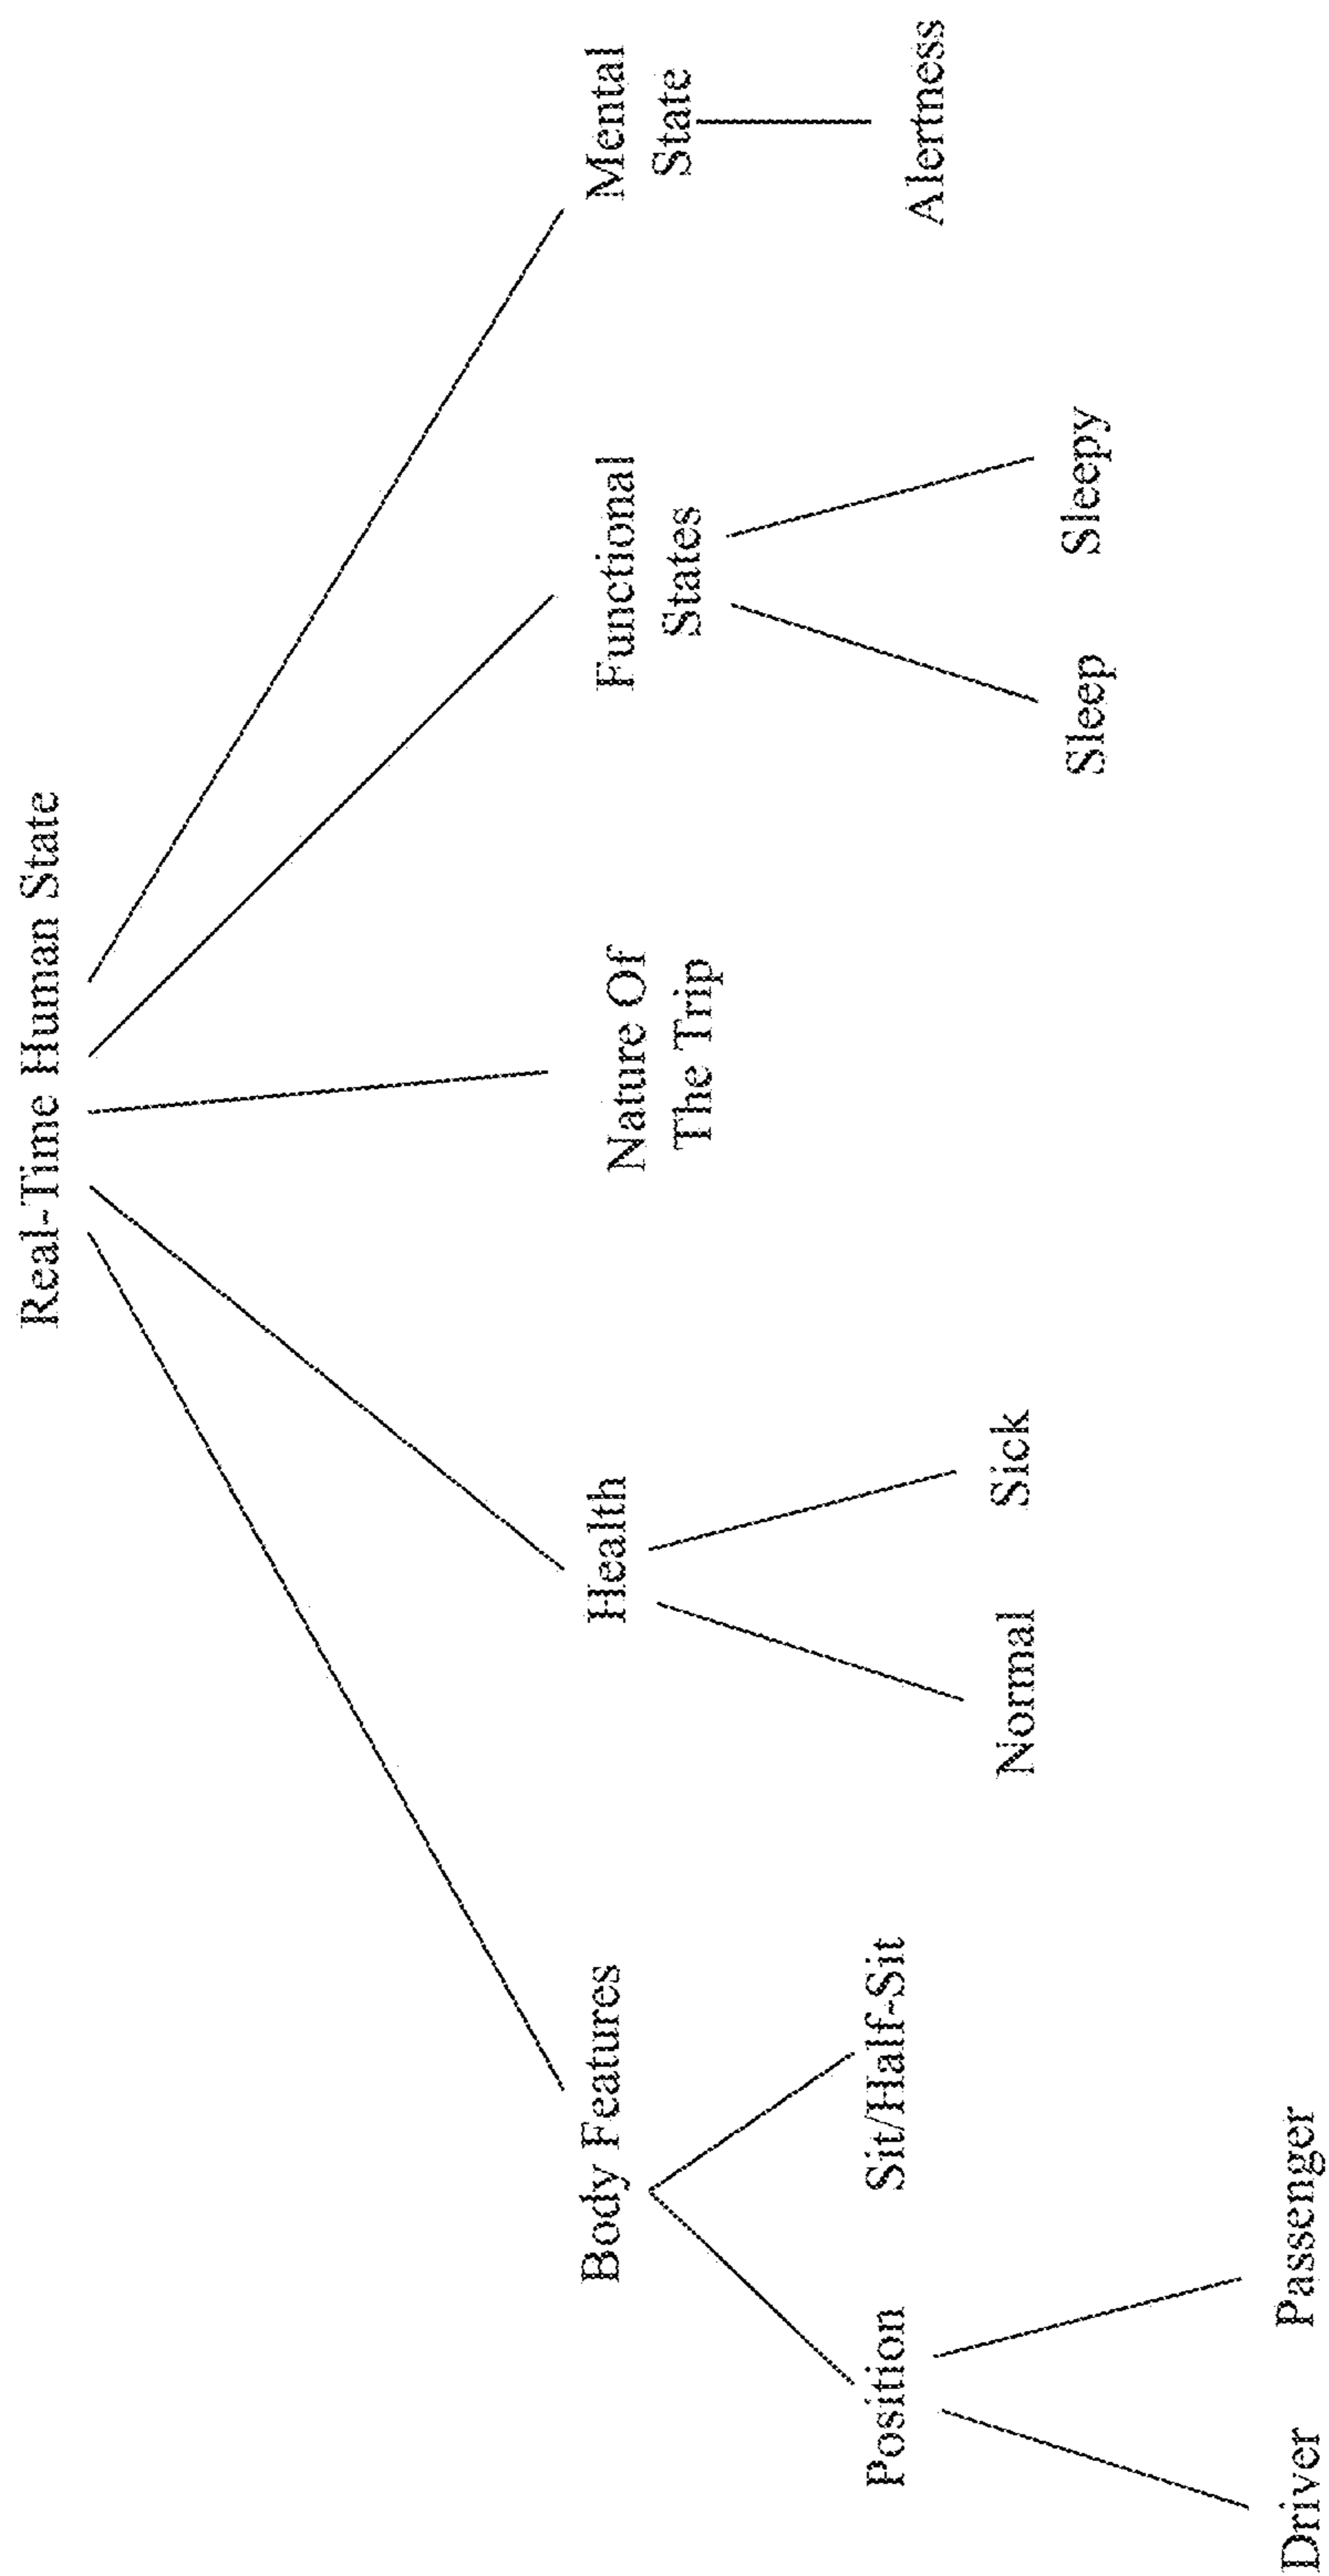 Real-Time Human State
Body Features
Health
Nature Of
The Trip
Functional
States
Mental
State
Position
Sit/Half-Sit
Normal
Sick
Sleep
Sleepy
Alertness
Driver
Passenger